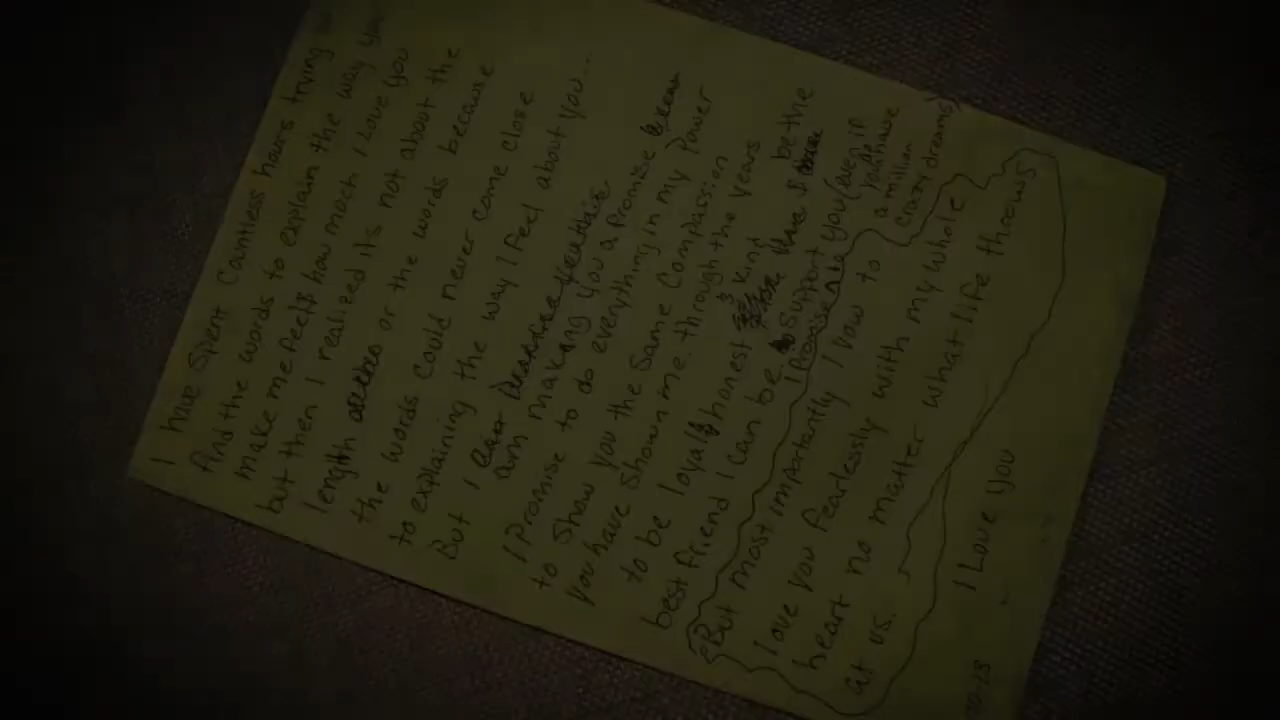 I have Spent Countless hours trying
And the words to explain the way you
make me feel & how much I Love You
but then I realized its not about the
length or the words because
the words could never come close
to explaining the way I feel about you...
But I
am making you a Promise
I Promise to do everything in my Power
to Show you the Same Compassion
you have Shown me through the years
to be loyal & honest & kind be the
best friend I can be Support
I Promise to you (even if
you have
a million
crazy dreams)
But most importantly I vow to
love you fearlessly with my whole
heart no matter what life throws
at us.
I Love you